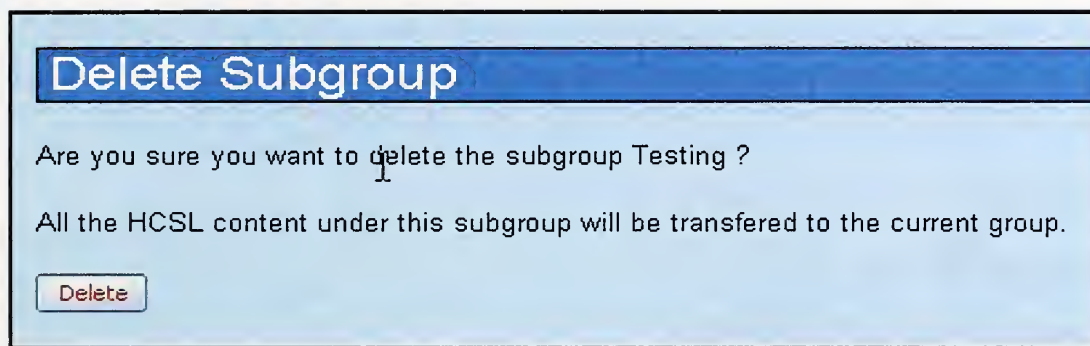 Delete Subgroup
Are you sure you want to delete the subgroup Testing ?
All the HCSL content under this subgroup will be transfered to the current group.
Delete